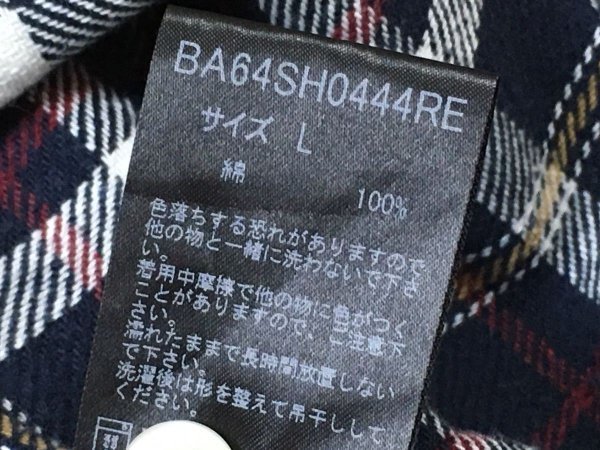 BA64SH0444RE
サイズ L
綿 100%
色落ちする恐れがありますので
他の物と一緒に洗わないで下さ
い。
着用中摩擦で他の物に色がつく
ことがありますので、ご注意下
さい。
濡れたままで長時間放置しない
で下さい。
洗濯後は形を整えて吊干しして
ください。